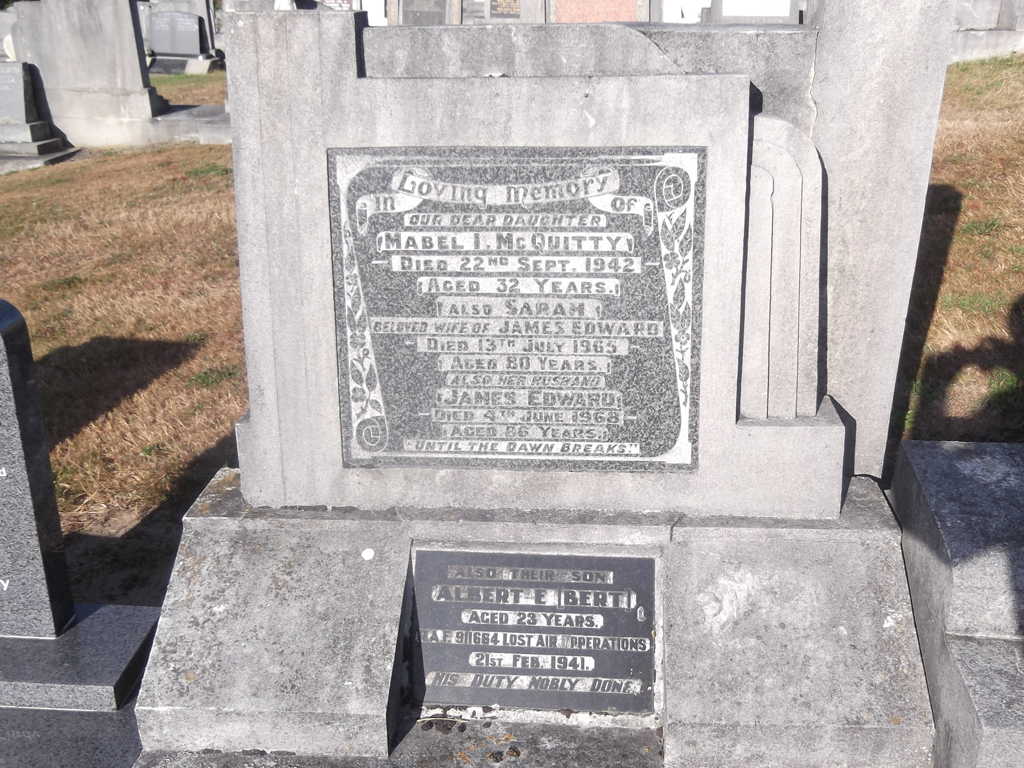 In Loving Memory of
OUR DEAR DAUGHTER
MABEL I. MCQUITTY
DIED 22ND SEPT. 1942
AGED 32 YEARS.
ALSO SARAH
BELOVED WIFE OF JAMES EDWARD
DIED 13TH JULY 1965
AGED 80 YEARS.
ALSO HER HUSBAND
JAMES EDWARD
DIED 4TH JUNE 1968
AGED 86 YEARS.
"UNTIL THE DAWN BREAKS."
ALSO THEIR SON
ALBERT E (BERT)
AGED 23 YEARS.
911664 LOST AIR OPERATIONS
21ST FEB. 1941.
HIS DUTY NOBLY DONE.